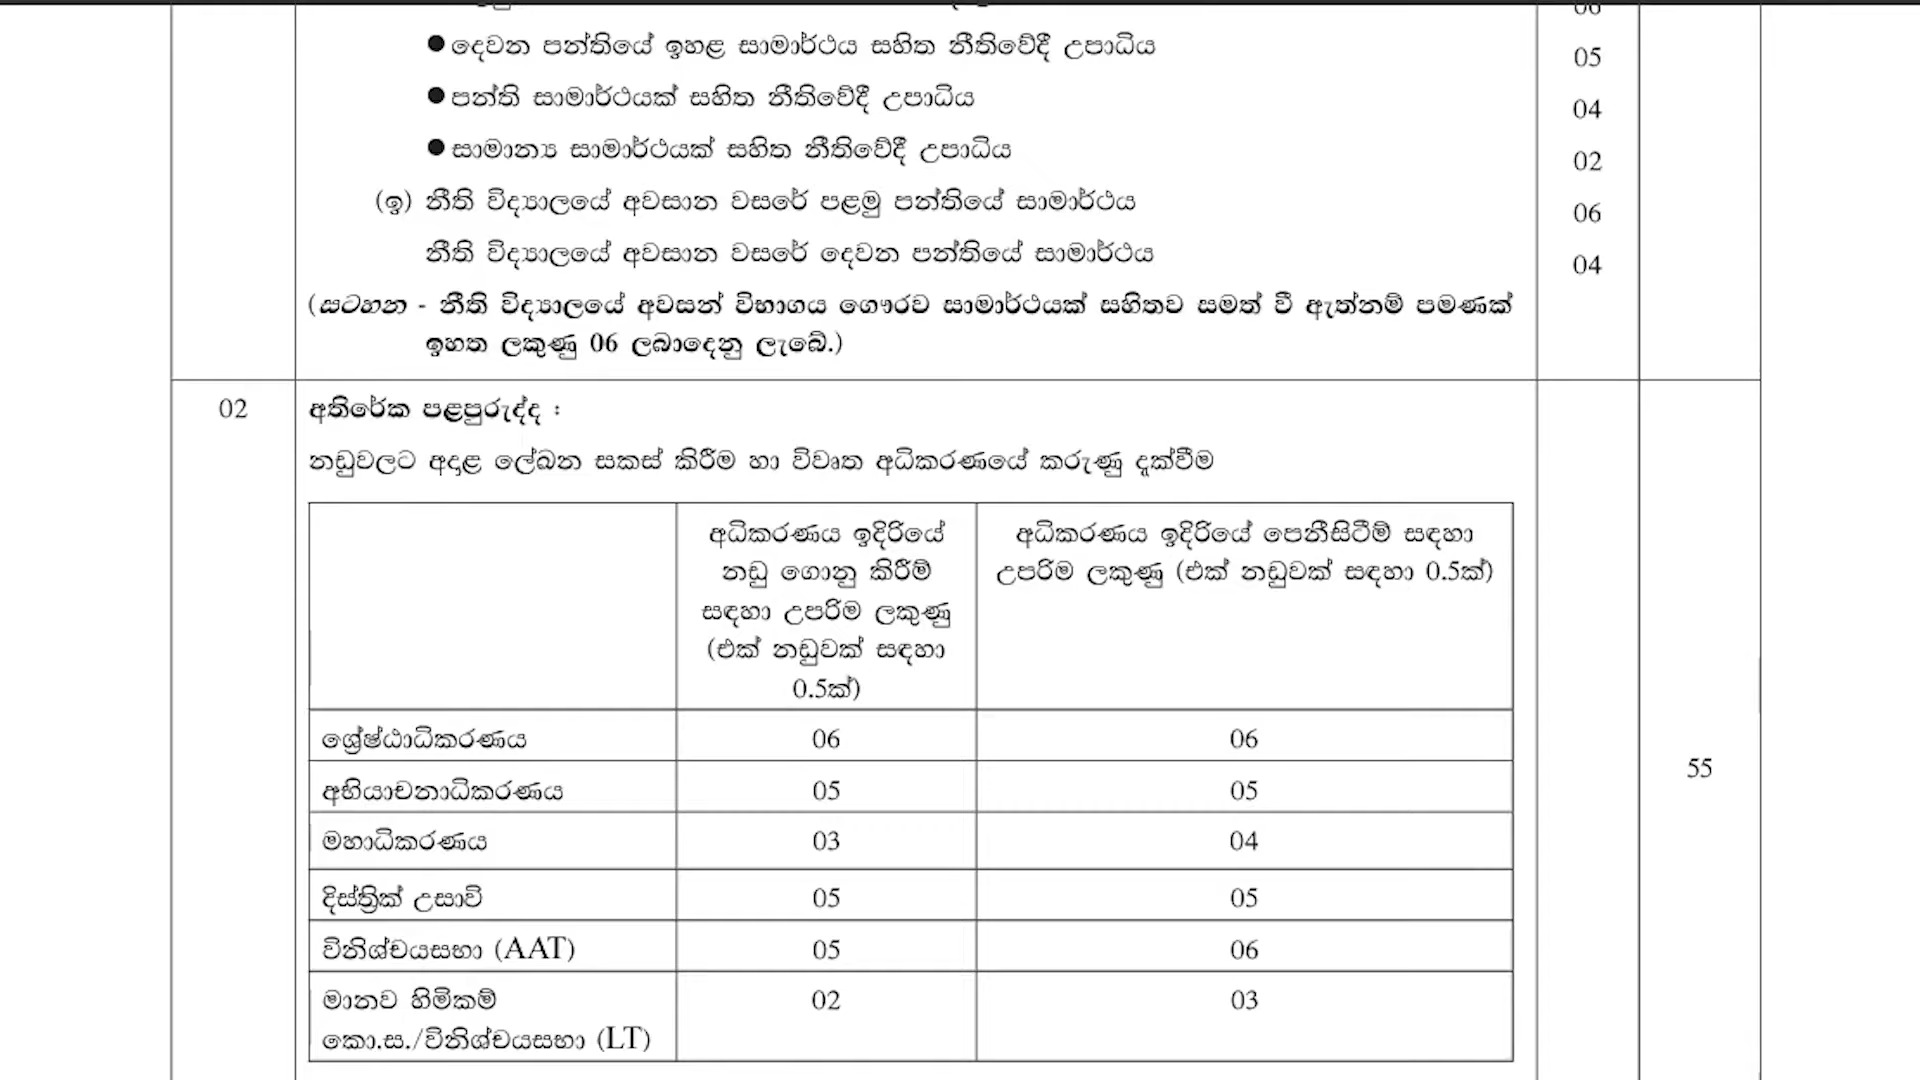 ● දෙවන පන්තියේ ඉහළ සාමාර්ථය සහිත නීතිවේදී උපාධිය 05
● පන්ති සාමාර්ථයක් සහිත නීතිවේදී උපාධිය 04
● සාමාන්‍ය සාමාර්ථයක් සහිත නීතිවේදී උපාධිය 02
(ඉ) නීති විද්‍යාලයේ අවසාන වසරේ පළමු පන්තියේ සාමාර්ථය 06
නීති විද්‍යාලයේ අවසාන වසරේ දෙවන පන්තියේ සාමාර්ථය 04
(සටහන - නීති විද්‍යාලයේ අවසන් විභාගය ගෞරව සාමාර්ථයක් සහිතව සමත් වී ඇත්නම් පමණක්
ඉහත ලකුණු 06 ලබාදෙනු ලැබේ.)
02 අතිරේක පළපුරුද්ද :
නඩුවලට අදාළ ලේඛන සකස් කිරීම හා විවෘත අධිකරණයේ කරුණු දැක්වීම
අධිකරණය ඉදිරියේ
නඩු ගොනු කිරීම්
සඳහා උපරිම ලකුණු
(එක් නඩුවක් සඳහා
0.5ක්)
අධිකරණය ඉදිරියේ පෙනීසිටීම් සඳහා
උපරිම ලකුණු (එක් නඩුවක් සඳහා 0.5ක්)
ශ්‍රේෂ්ඨාධිකරණය 06 06
අභියාචනාධිකරණය 05 05
55
මහාධිකරණය 03 04
දිස්ත්‍රික් උසාවි 05 05
විනිශ්චයසභා (AAT) 05 06
මානව හිමිකම් 02 03
කො.ස./විනිශ්චයසභා (LT)